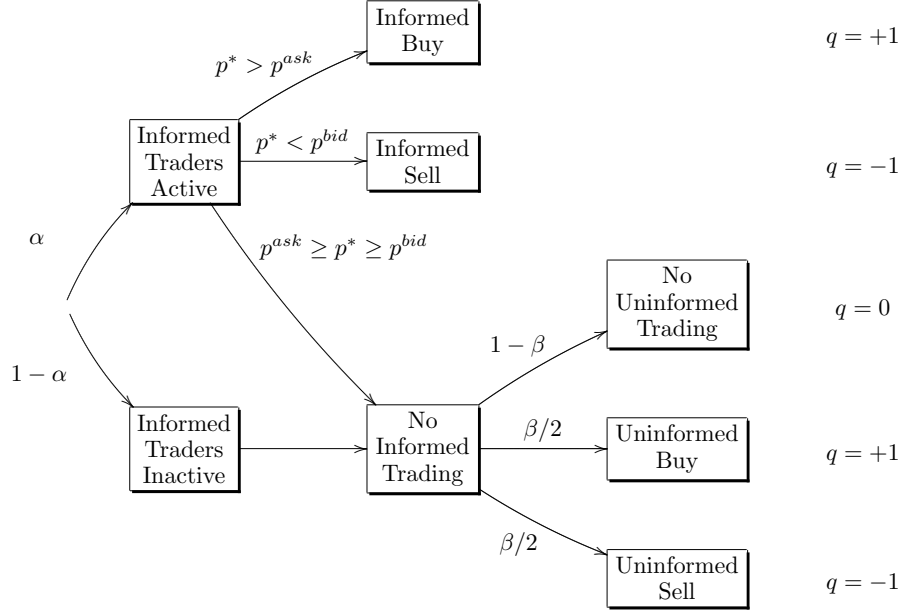 Informed
Buy
q = +1
p* > p^{ask}
Informed
Traders
Active
p* < p^{bid}
Informed
Sell
q = −1
α
p^{ask} ≥ p* ≥ p^{bid}
No
Uninformed
Trading
q = 0
1 − β
1 − α
Informed
Traders
Inactive
No
Informed
Trading
β/2
Uninformed
Buy
q = +1
β/2
Uninformed
Sell
q = −1